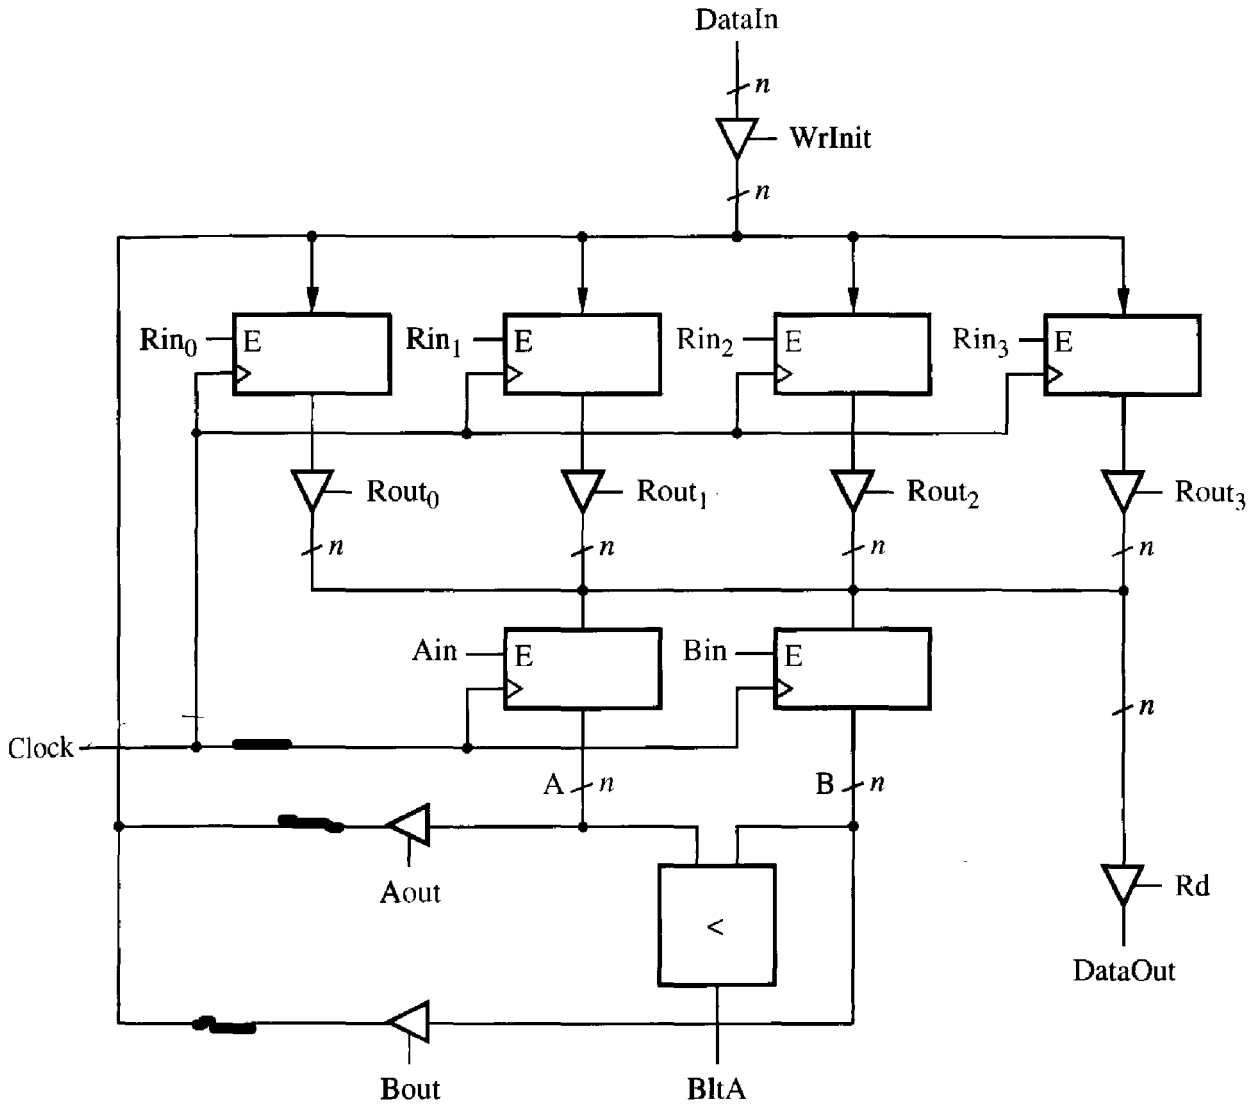 DataIn
n
WrInit
n
Rin0 E Rin1 E Rin2 E Rin3 E
Rout0 Rout1 Rout2 Rout3
n n n n
Ain E Bin E
n
Clock
A n B n
Aout
<
Rd
DataOut
Bout BltA